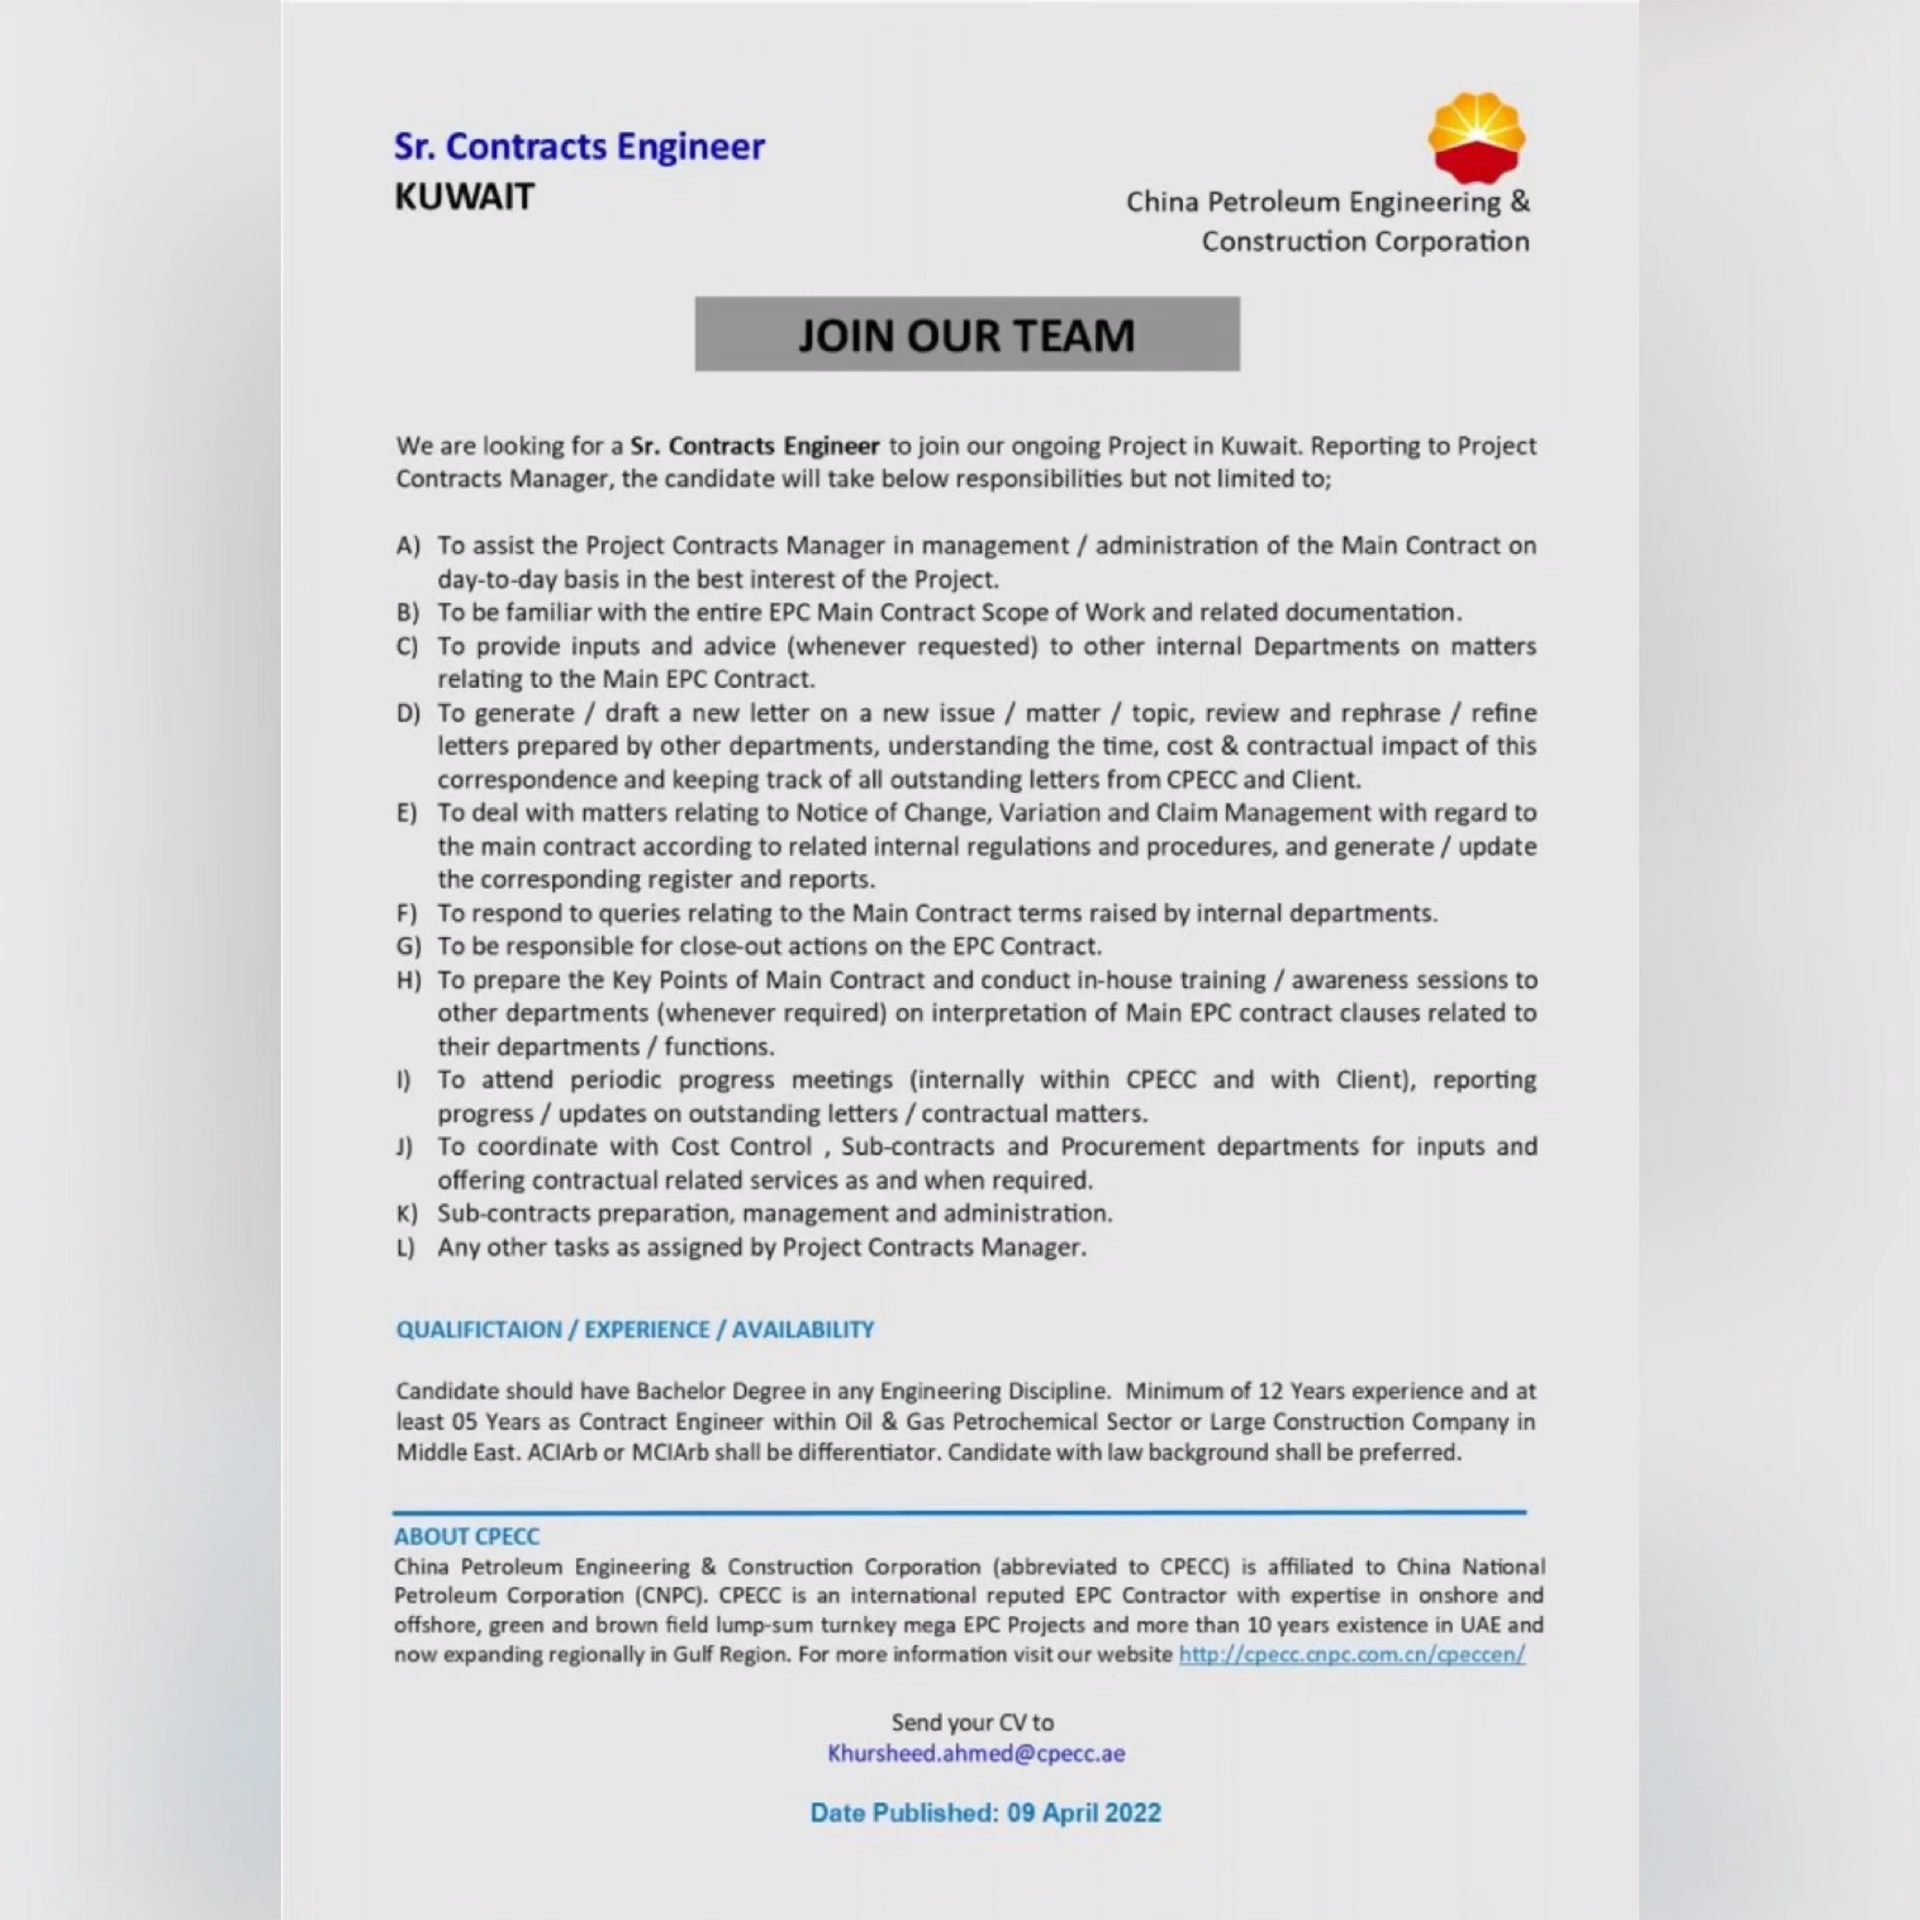 Sr. Contracts Engineer
KUWAIT
China Petroleum Engineering &
Construction Corporation
JOIN OUR TEAM
We are looking for a Sr. Contracts Engineer to join our ongoing Project in Kuwait. Reporting to Project
Contracts Manager, the candidate will take below responsibilities but not limited to;
A) To assist the Project Contracts Manager in management / administration of the Main Contract on
day-to-day basis in the best interest of the Project.
B) To be familiar with the entire EPC Main Contract Scope of Work and related documentation.
C) To provide inputs and advice (whenever requested) to other internal Departments on matters
relating to the Main EPC Contract.
D) To generate / draft a new letter on a new issue / matter / topic, review and rephrase / refine
letters prepared by other departments, understanding the time, cost & contractual impact of this
correspondence and keeping track of all outstanding letters from CPECC and Client.
E) To deal with matters relating to Notice of Change, Variation and Claim Management with regard to
the main contract according to related internal regulations and procedures, and generate / update
the corresponding register and reports.
F) To respond to queries relating to the Main Contract terms raised by internal departments.
G) To be responsible for close-out actions on the EPC Contract.
H) To prepare the Key Points of Main Contract and conduct in-house training / awareness sessions to
other departments (whenever required) on interpretation of Main EPC contract clauses related to
their departments / functions.
I) To attend periodic progress meetings (internally within CPECC and with Client), reporting
progress / updates on outstanding letters / contractual matters.
J) To coordinate with Cost Control , Sub-contracts and Procurement departments for inputs and
offering contractual related services as and when required.
K) Sub-contracts preparation, management and administration.
L) Any other tasks as assigned by Project Contracts Manager.
QUALIFICTAION / EXPERIENCE / AVAILABILITY
Candidate should have Bachelor Degree in any Engineering Discipline. Minimum of 12 Years experience and at
least 05 Years as Contract Engineer within Oil & Gas Petrochemical Sector or Large Construction Company in
Middle East. ACIArb or MCIArb shall be differentiator. Candidate with law background shall be preferred.
ABOUT CPECC
China Petroleum Engineering & Construction Corporation (abbreviated to CPECC) is affiliated to China National
Petroleum Corporation (CNPC). CPECC is an international reputed EPC Contractor with expertise in onshore and
offshore, green and brown field lump-sum turnkey mega EPC Projects and more than 10 years existence in UAE and
now expanding regionally in Gulf Region. For more information visit our website http://cpecc.cnpc.com.cn/cpeccen/
Send your CV to
Khursheed.ahmed@cpecc.ae
Date Published: 09 April 2022